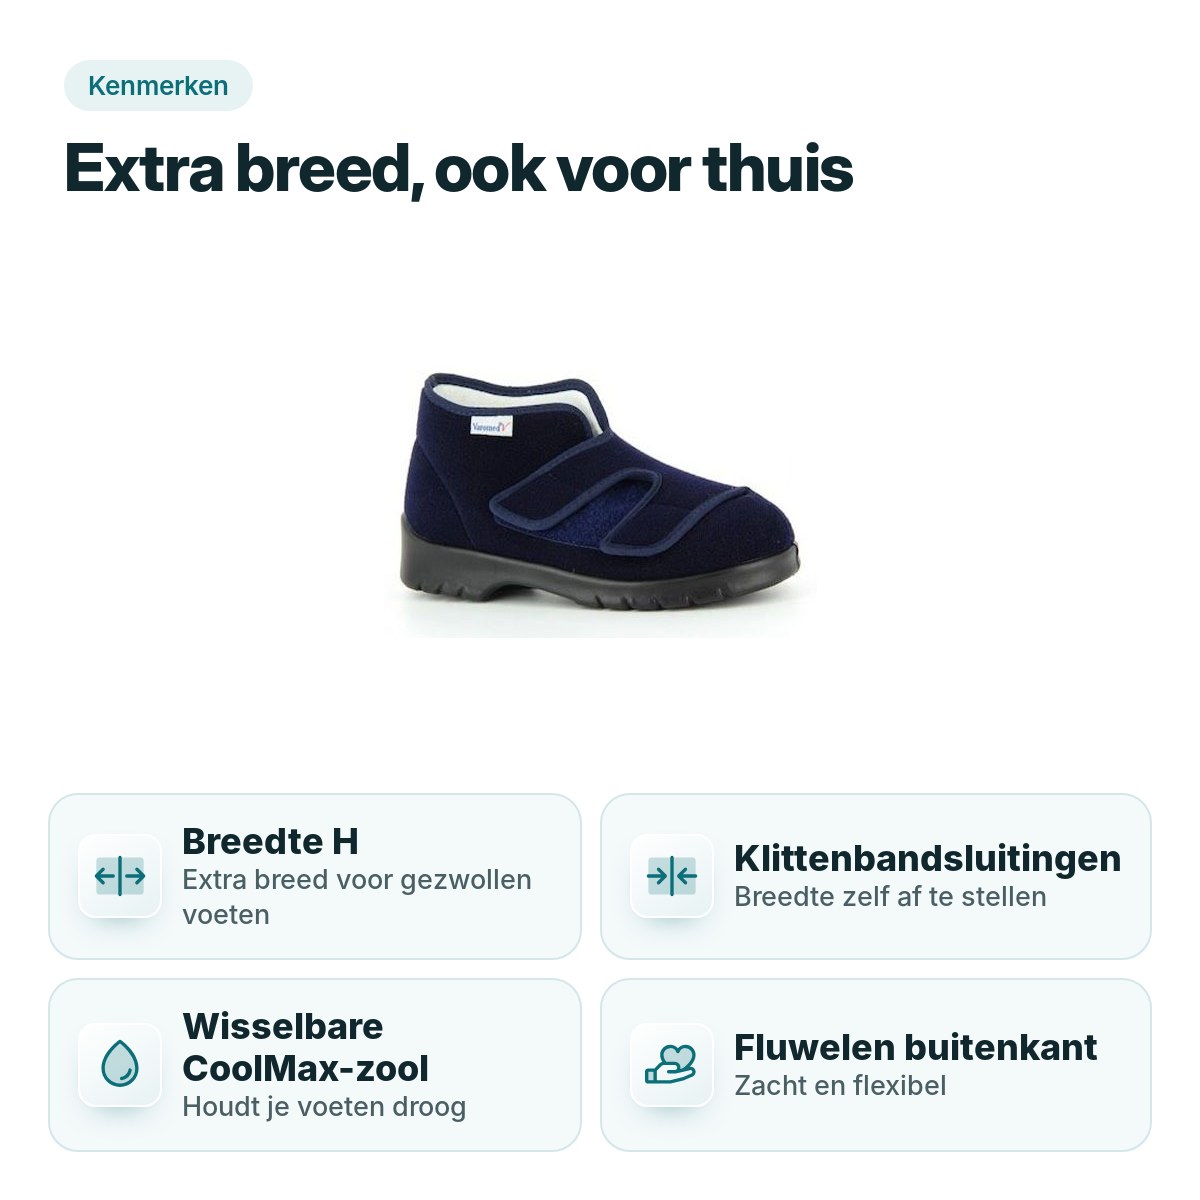 Kenmerken
Extra breed, ook voor thuis
Varomed
Breedte H
Extra breed voor gezwollen
voeten
Klittenbandsluitingen
Breedte zelf af te stellen
Wisselbare
CoolMax-zool
Houdt je voeten droog
Fluwelen buitenkant
Zacht en flexibel